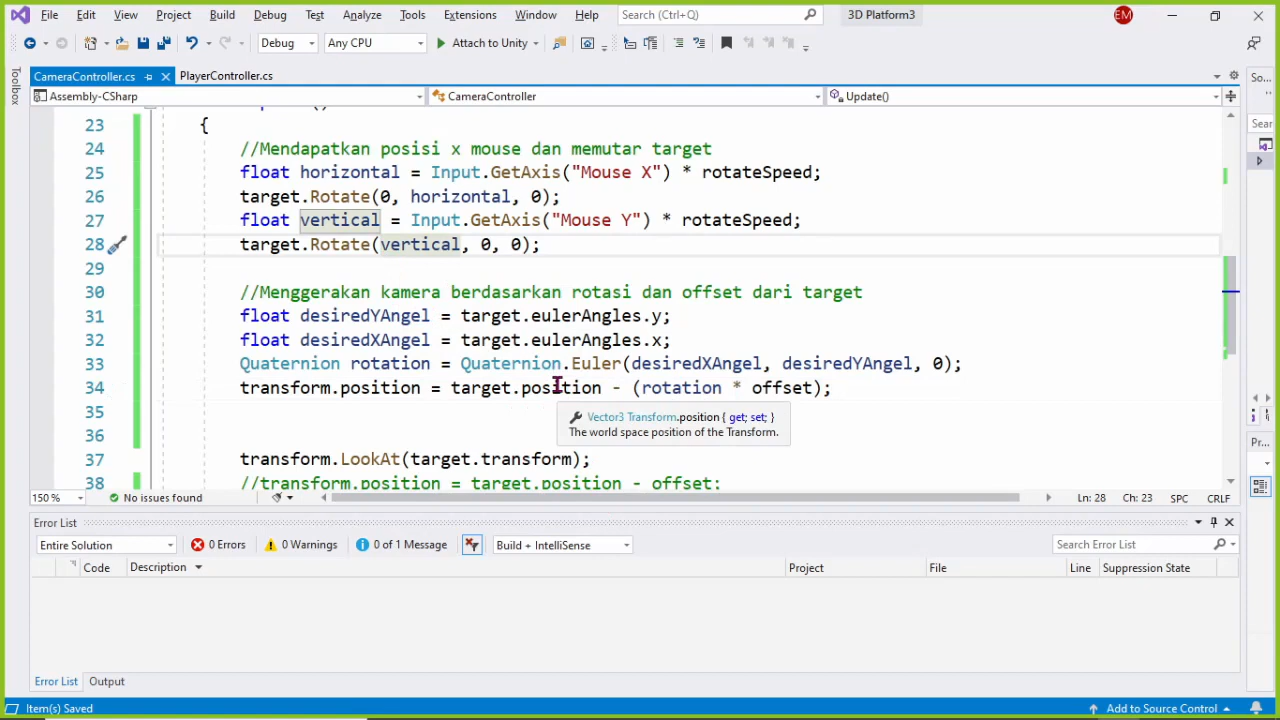 File Edit View Project Build Debug Test Analyze Tools Extensions Window Help Search (Ctrl+Q) 3D Platform3 EM
Debug Any CPU Attach to Unity
CameraController.cs PlayerController.cs So...
Toolbox
Assembly-CSharp CameraController Update()
Sear
23 {
24 //Mendapatkan posisi x mouse dan memutar target
25 float horizontal = Input.GetAxis("Mouse X") * rotateSpeed;
26 target.Rotate(0, horizontal, 0);
27 float vertical = Input.GetAxis("Mouse Y") * rotateSpeed;
28 target.Rotate(vertical, 0, 0);
29
30 //Menggerakan kamera berdasarkan rotasi dan offset dari target
31 float desiredYAngel = target.eulerAngles.y;
32 float desiredXAngel = target.eulerAngles.x;
33 Quaternion rotation = Quaternion.Euler(desiredXAngel, desiredYAngel, 0);
34 transform.position = target.position - (rotation * offset);
35
Vector3 Transform.position { get; set; }
The world space position of the Transform.
36
37 transform.LookAt(target.transform);
38 //transform.position = target.position - offset;
Pr...
150 % No issues found Ln: 28 Ch: 23 SPC CRLF
Error List
Entire Solution 0 Errors 0 Warnings 0 of 1 Message Build + IntelliSense Search Error List
Code Description Project File Line Suppression State
Error List Output
Item(s) Saved Add to Source Control